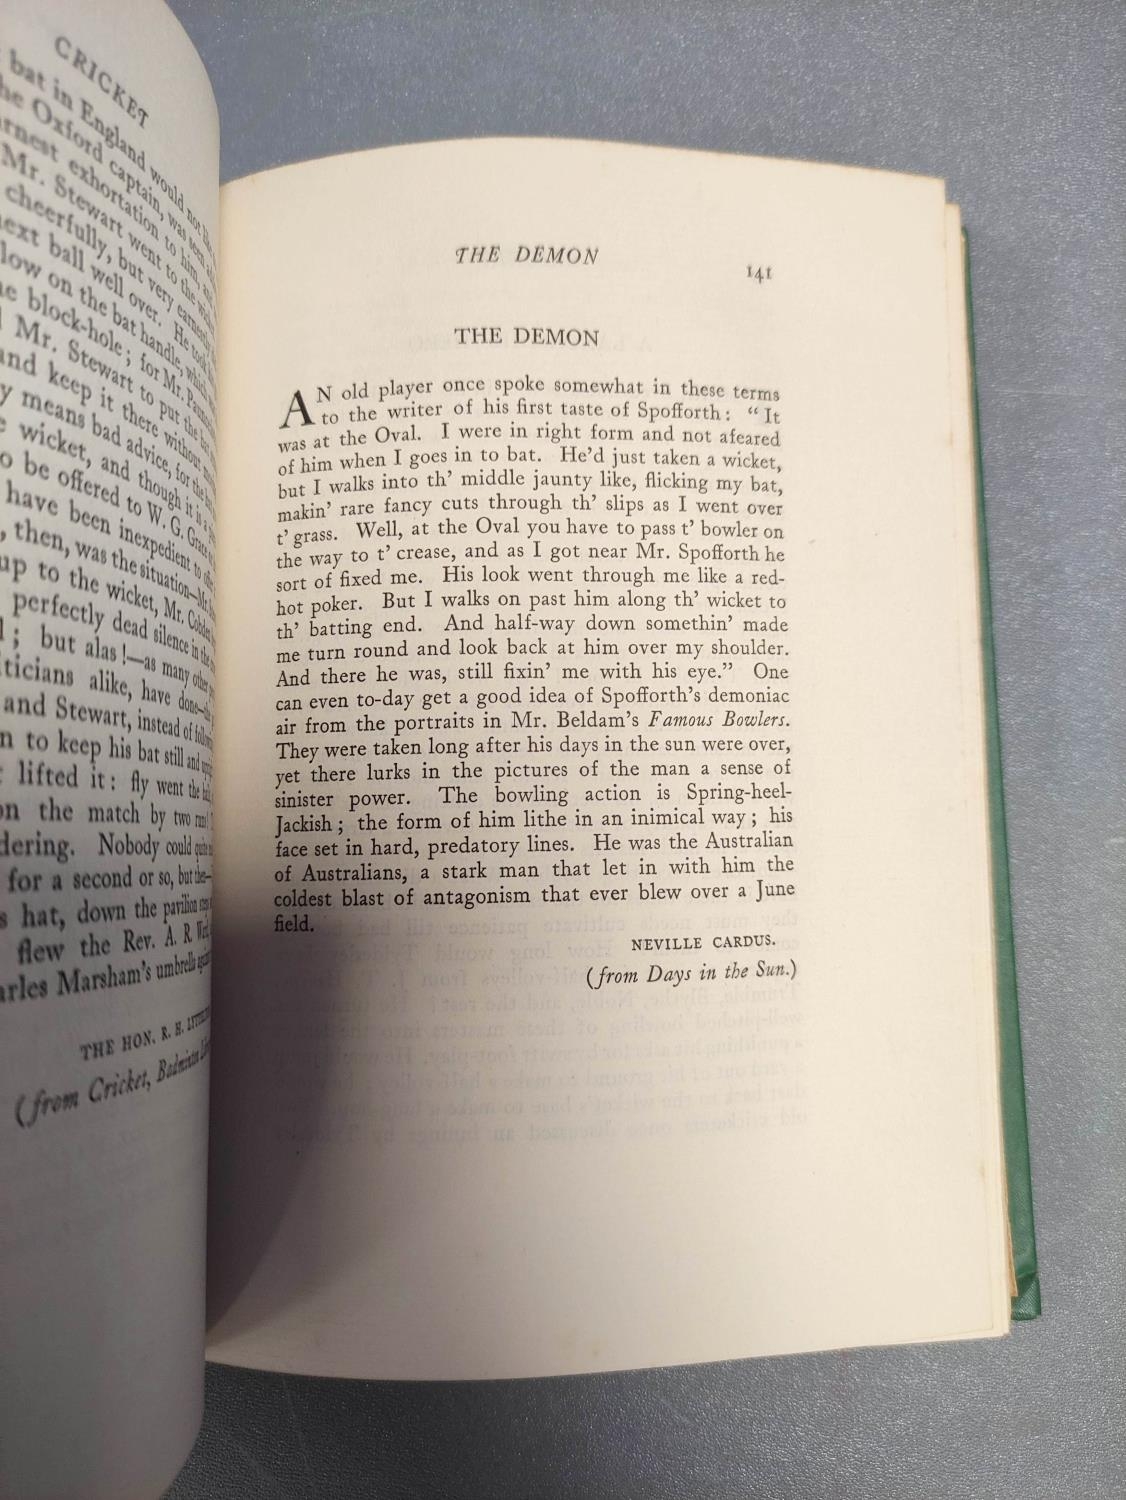 CRICKET
bat in England would not
the Oxford captain, was seen
earnest exhortation to him, and
Mr. Stewart went to the wicket
cheerfully, but very earnestly
next ball well over. He took
low on the bat handle, which
the block-hole; for Mr.
Mr. Stewart to put the bat
and keep it there without
means bad advice, for the
wicket, and though it is a
to be offered to W. G. Grace
have been inexpedient to
then, was the situation—Mr.
up to the wicket, Mr. Cobden
perfectly dead silence in the
but alas!—as many other
alike, have done—
and Stewart, instead of
to keep his bat still and
lifted it: fly went the
the match by two
Nobody could quite
for a second or so, but then—
hat, down the pavilion steps
flew the Rev. A. R. Ward,
Charles Marsham's umbrella against
THE HON. R. H.
(from Cricket, Badminton
THE DEMON
141
THE DEMON
AN old player once spoke somewhat in these terms
to the writer of his first taste of Spofforth: "It
was at the Oval. I were in right form and not afeared
of him when I goes in to bat. He'd just taken a wicket,
but I walks into th' middle jaunty like, flicking my bat,
makin' rare fancy cuts through th' slips as I went over
t' grass. Well, at the Oval you have to pass t' bowler on
the way to t' crease, and as I got near Mr. Spofforth he
sort of fixed me. His look went through me like a red-
hot poker. But I walks on past him along th' wicket to
th' batting end. And half-way down somethin' made
me turn round and look back at him over my shoulder.
And there he was, still fixin' me with his eye." One
can even to-day get a good idea of Spofforth's demoniac
air from the portraits in Mr. Beldam's Famous Bowlers.
They were taken long after his days in the sun were over,
yet there lurks in the pictures of the man a sense of
sinister power. The bowling action is Spring-heel-
Jackish; the form of him lithe in an inimical way; his
face set in hard, predatory lines. He was the Australian
of Australians, a stark man that let in with him the
coldest blast of antagonism that ever blew over a June
field.
NEVILLE CARDUS.
(from Days in the Sun.)